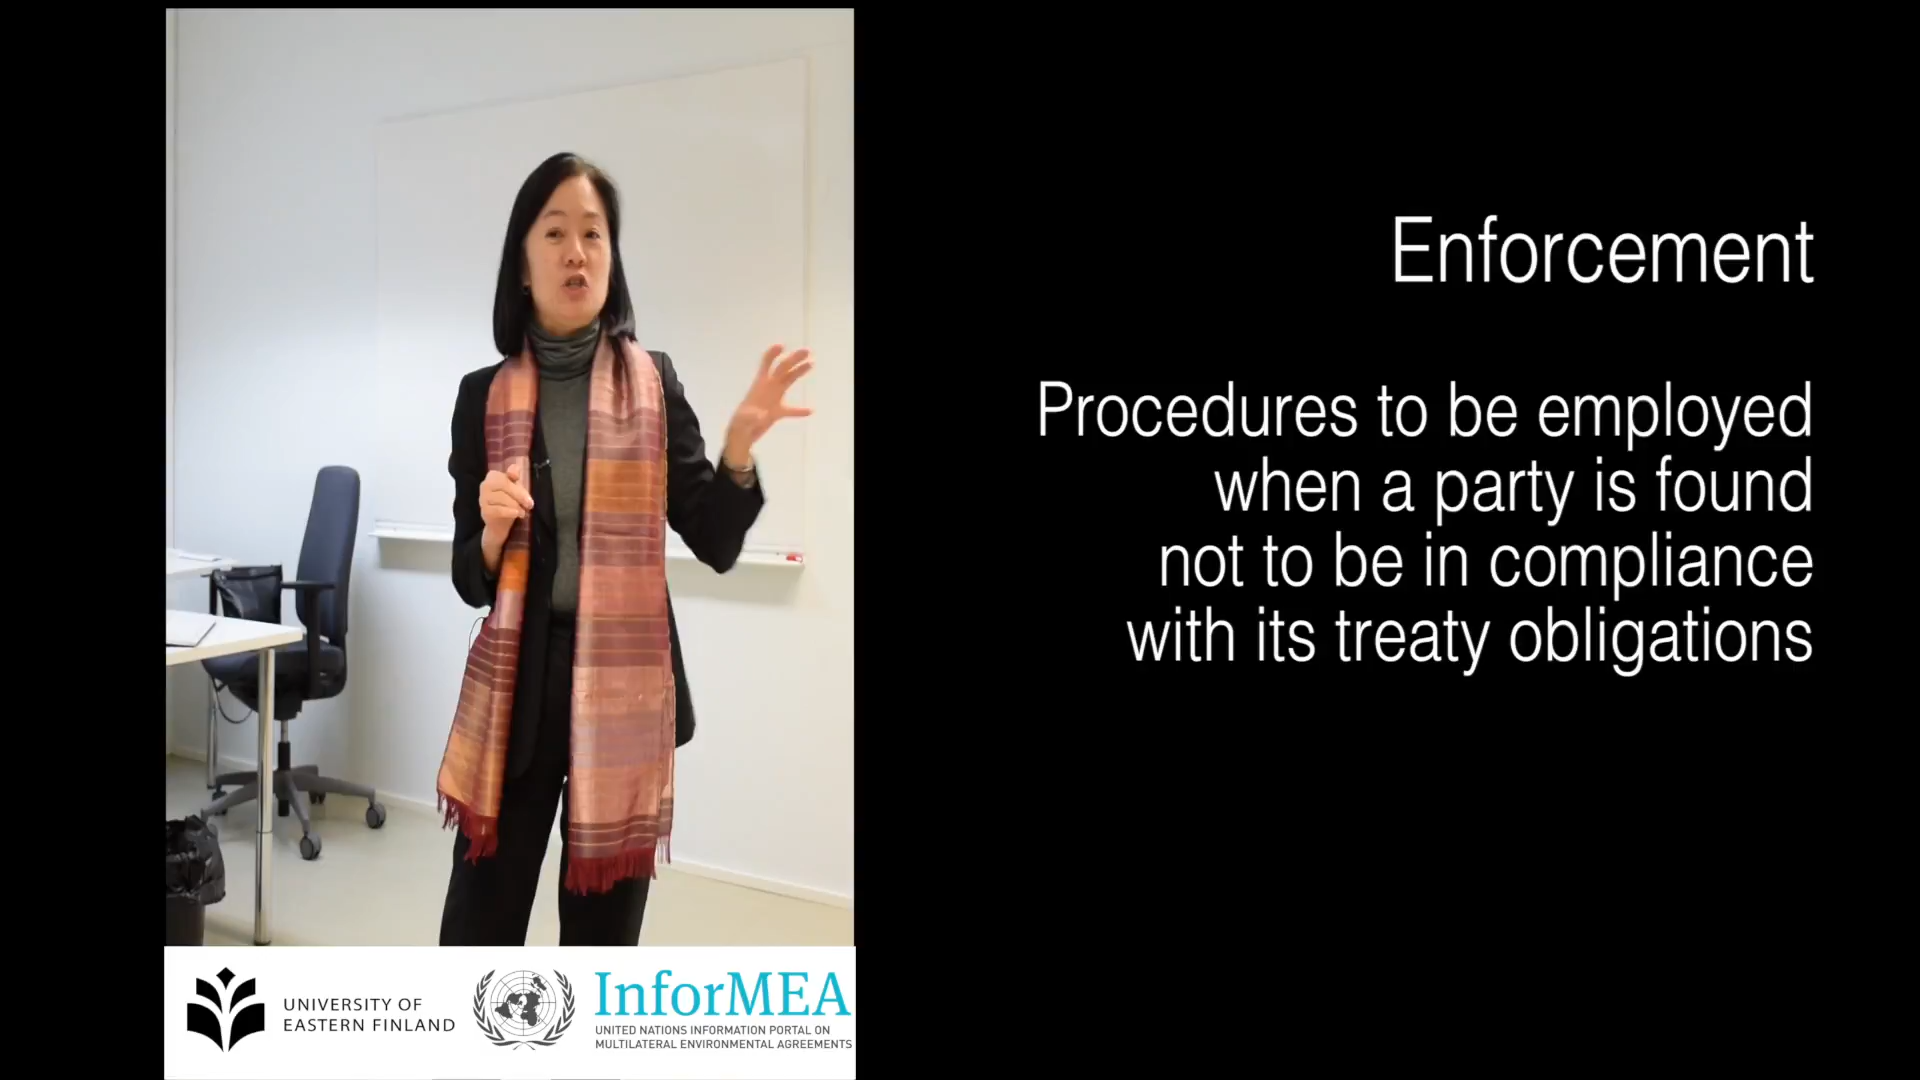 Enforcement
Procedures to be employed
when a party is found
not to be in compliance
with its treaty obligations
UNIVERSITY OF
EASTERN FINLAND
InforMEA
UNITED NATIONS INFORMATION PORTAL ON
MULTILATERAL ENVIRONMENTAL AGREEMENTS